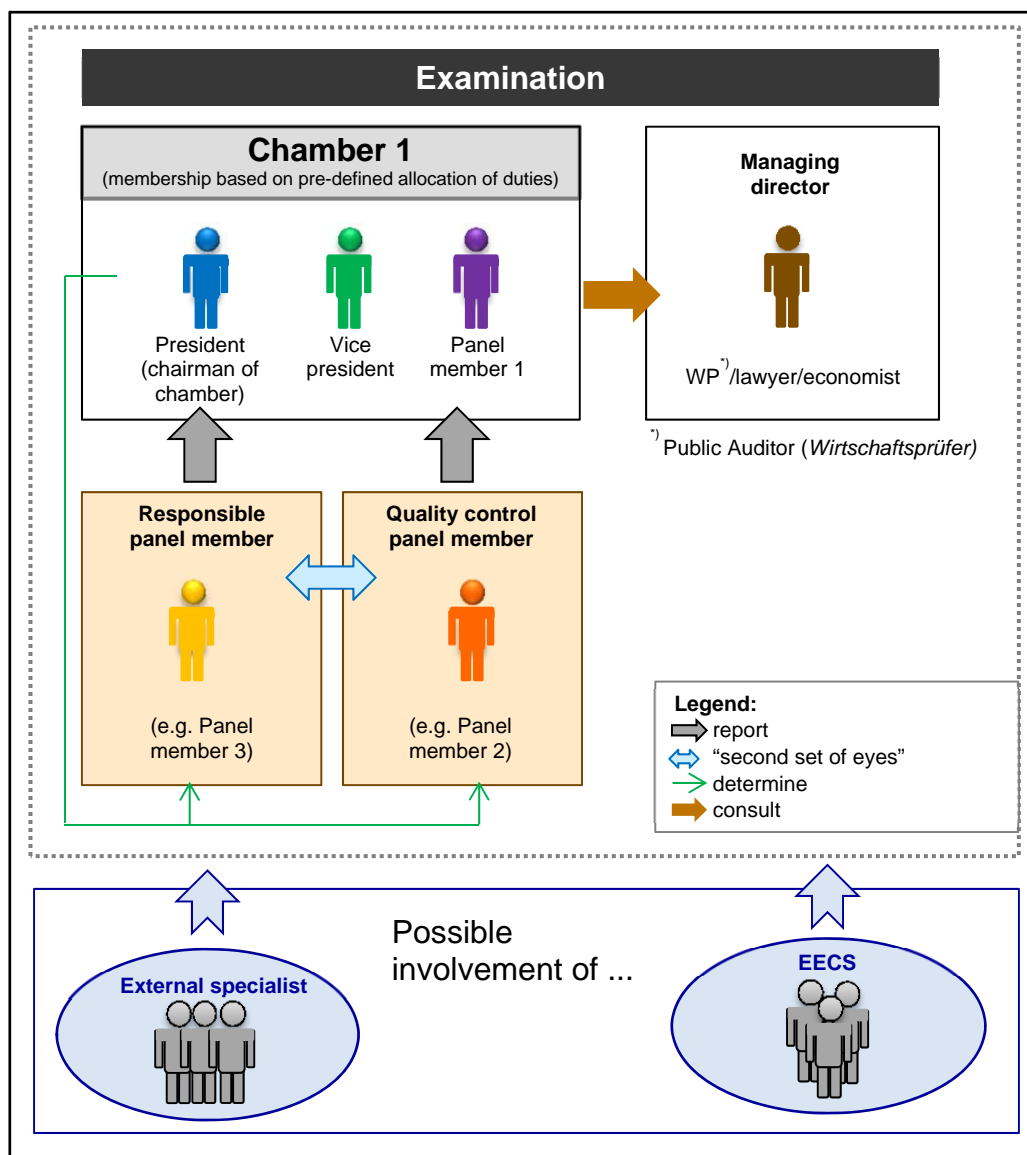 Examination
Chamber 1
(membership based on pre-defined allocation of duties)
President
(chairman of
chamber)
Vice
president
Panel
member 1
Managing
director
WP*)/lawyer/economist
*) Public Auditor (Wirtschaftsprüfer)
Responsible
panel member
(e.g. Panel
member 3)
Quality control
panel member
(e.g. Panel
member 2)
Legend:
report
“second set of eyes”
determine
consult
Possible
involvement of ...
External specialist
EECS